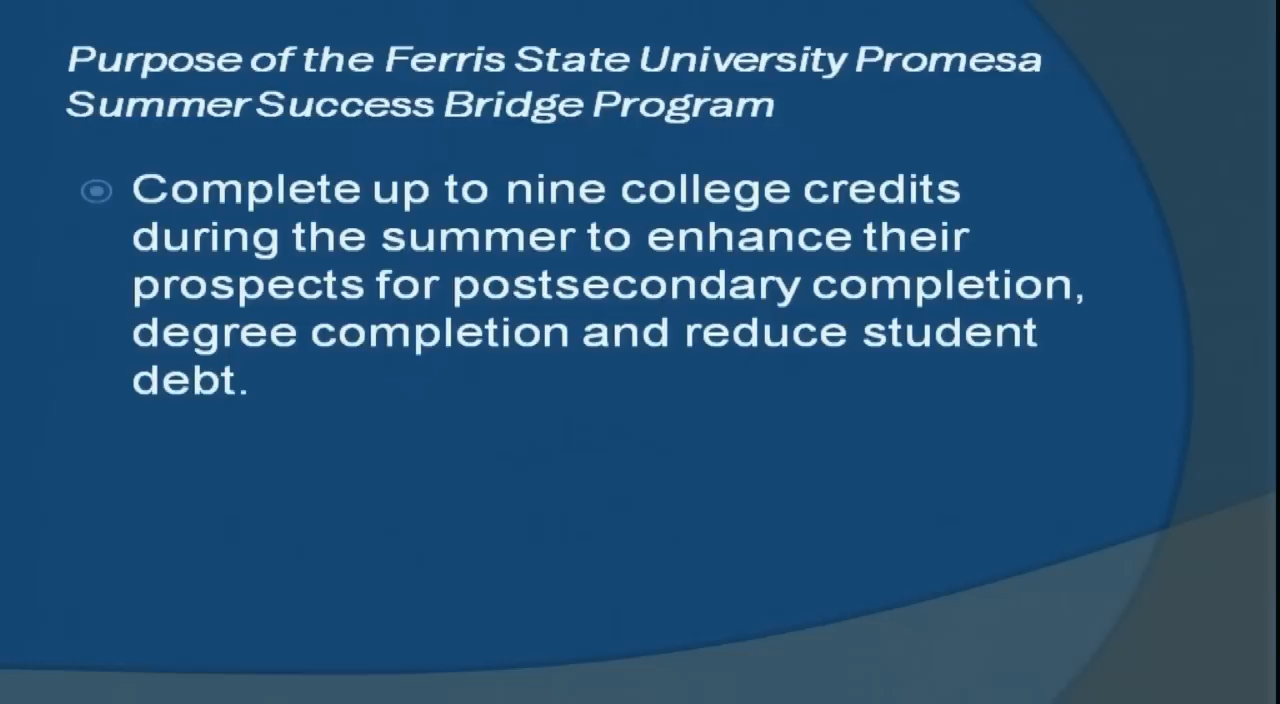 Purpose of the Ferris State University Promesa
Summer Success Bridge Program
Complete up to nine college credits
during the summer to enhance their
prospects for postsecondary completion,
degree completion and reduce student
debt.